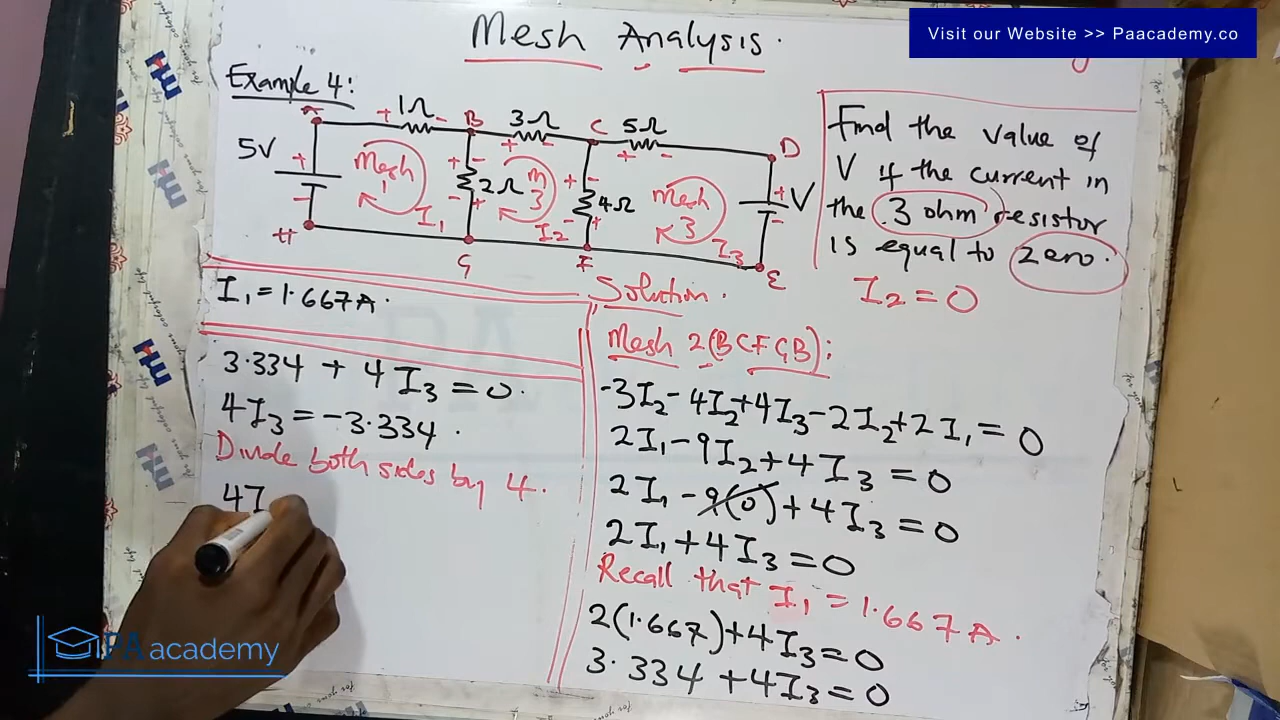 Mesh Analysis.
Visit our Website >> Paacademy.co
Example 4:
A
+ 1Ω -
B
3Ω
+ -
C
5Ω
+ -
D
5V
+
-
Mesh
1
I₁
+ -
2Ω
- +
m
3
I₂
+ -
4Ω
- +
Mesh
3
I₃
+
V
-
H
G
F
E
Find the value of
V if the current in
the 3 ohm resistor
is equal to zero.
I₂ = 0
Solution.
I₁ = 1.667A.
3.334 + 4I₃ = 0.
4I₃ = -3.334.
Divide both sides by 4.
4I
Mesh 2(BCFGB):
-3I₂ - 4I₂ + 4I₃ - 2I₂ + 2I₁ = 0
2I₁ - 9I₂ + 4I₃ = 0
2I₁ - 9(0) + 4I₃ = 0
2I₁ + 4I₃ = 0
Recall that I₁ = 1.667A.
2(1.667) + 4I₃ = 0
3.334 + 4I₃ = 0
PA academy